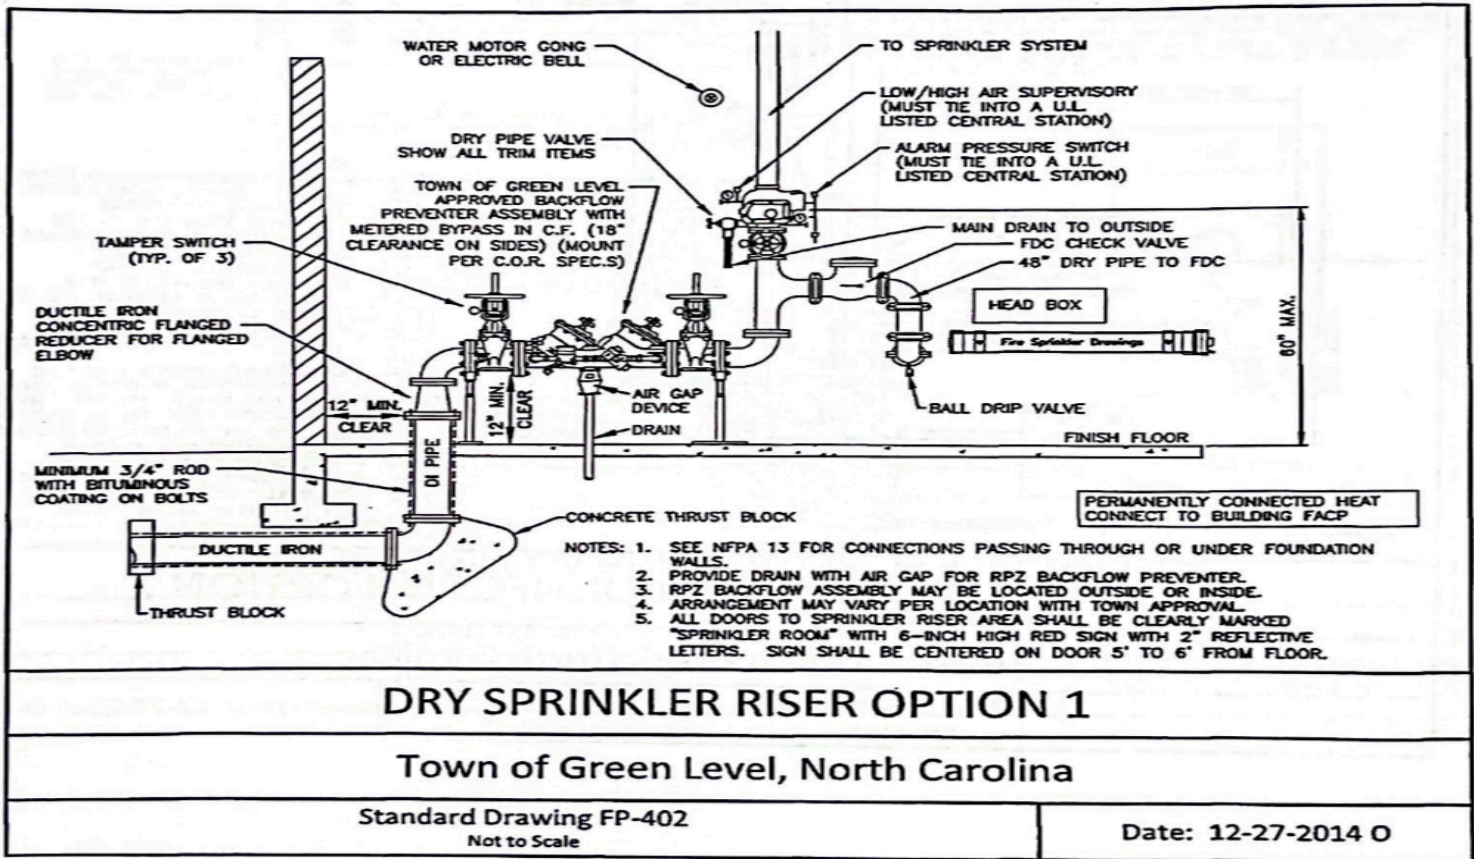 WATER MOTOR GONG
OR ELECTRIC BELL
TO SPRINKLER SYSTEM
LOW/HIGH AIR SUPERVISORY
(MUST TIE INTO A U.L.
LISTED CENTRAL STATION)
DRY PIPE VALVE
SHOW ALL TRIM ITEMS
ALARM PRESSURE SWITCH
(MUST TIE INTO A U.L.
LISTED CENTRAL STATION)
TOWN OF GREEN LEVEL
APPROVED BACKFLOW
PREVENTER ASSEMBLY WITH
METERED BYPASS IN C.F. (18"
CLEARANCE ON SIDES) (MOUNT
PER C.O.R. SPEC.S)
MAIN DRAIN TO OUTSIDE
FDC CHECK VALVE
48" DRY PIPE TO FDC
TAMPER SWITCH
(TYP. OF 3)
HEAD BOX
DUCTILE IRON
CONCENTRIC FLANGED
REDUCER FOR FLANGED
ELBOW
Fire Sprinkler Drawings
60" MAX.
12" MIN.
CLEAR
12" MIN.
CLEAR
AIR GAP
DEVICE
DRAIN
BALL DRIP VALVE
FINISH FLOOR
DI PIPE
MINIMUM 3/4" ROD
WITH BITUMINOUS
COATING ON BOLTS
PERMANENTLY CONNECTED HEAT
CONNECT TO BUILDING FACP
CONCRETE THRUST BLOCK
DUCTILE IRON
THRUST BLOCK
NOTES: 1. SEE NFPA 13 FOR CONNECTIONS PASSING THROUGH OR UNDER FOUNDATION
WALLS.
2. PROVIDE DRAIN WITH AIR GAP FOR RPZ BACKFLOW PREVENTER.
3. RPZ BACKFLOW ASSEMBLY MAY BE LOCATED OUTSIDE OR INSIDE.
4. ARRANGEMENT MAY VARY PER LOCATION WITH TOWN APPROVAL.
5. ALL DOORS TO SPRINKLER RISER AREA SHALL BE CLEARLY MARKED
"SPRINKLER ROOM" WITH 6-INCH HIGH RED SIGN WITH 2" REFLECTIVE
LETTERS. SIGN SHALL BE CENTERED ON DOOR 5' TO 6' FROM FLOOR.
DRY SPRINKLER RISER OPTION 1
Town of Green Level, North Carolina
Standard Drawing FP-402
Not to Scale
Date: 12-27-2014 O